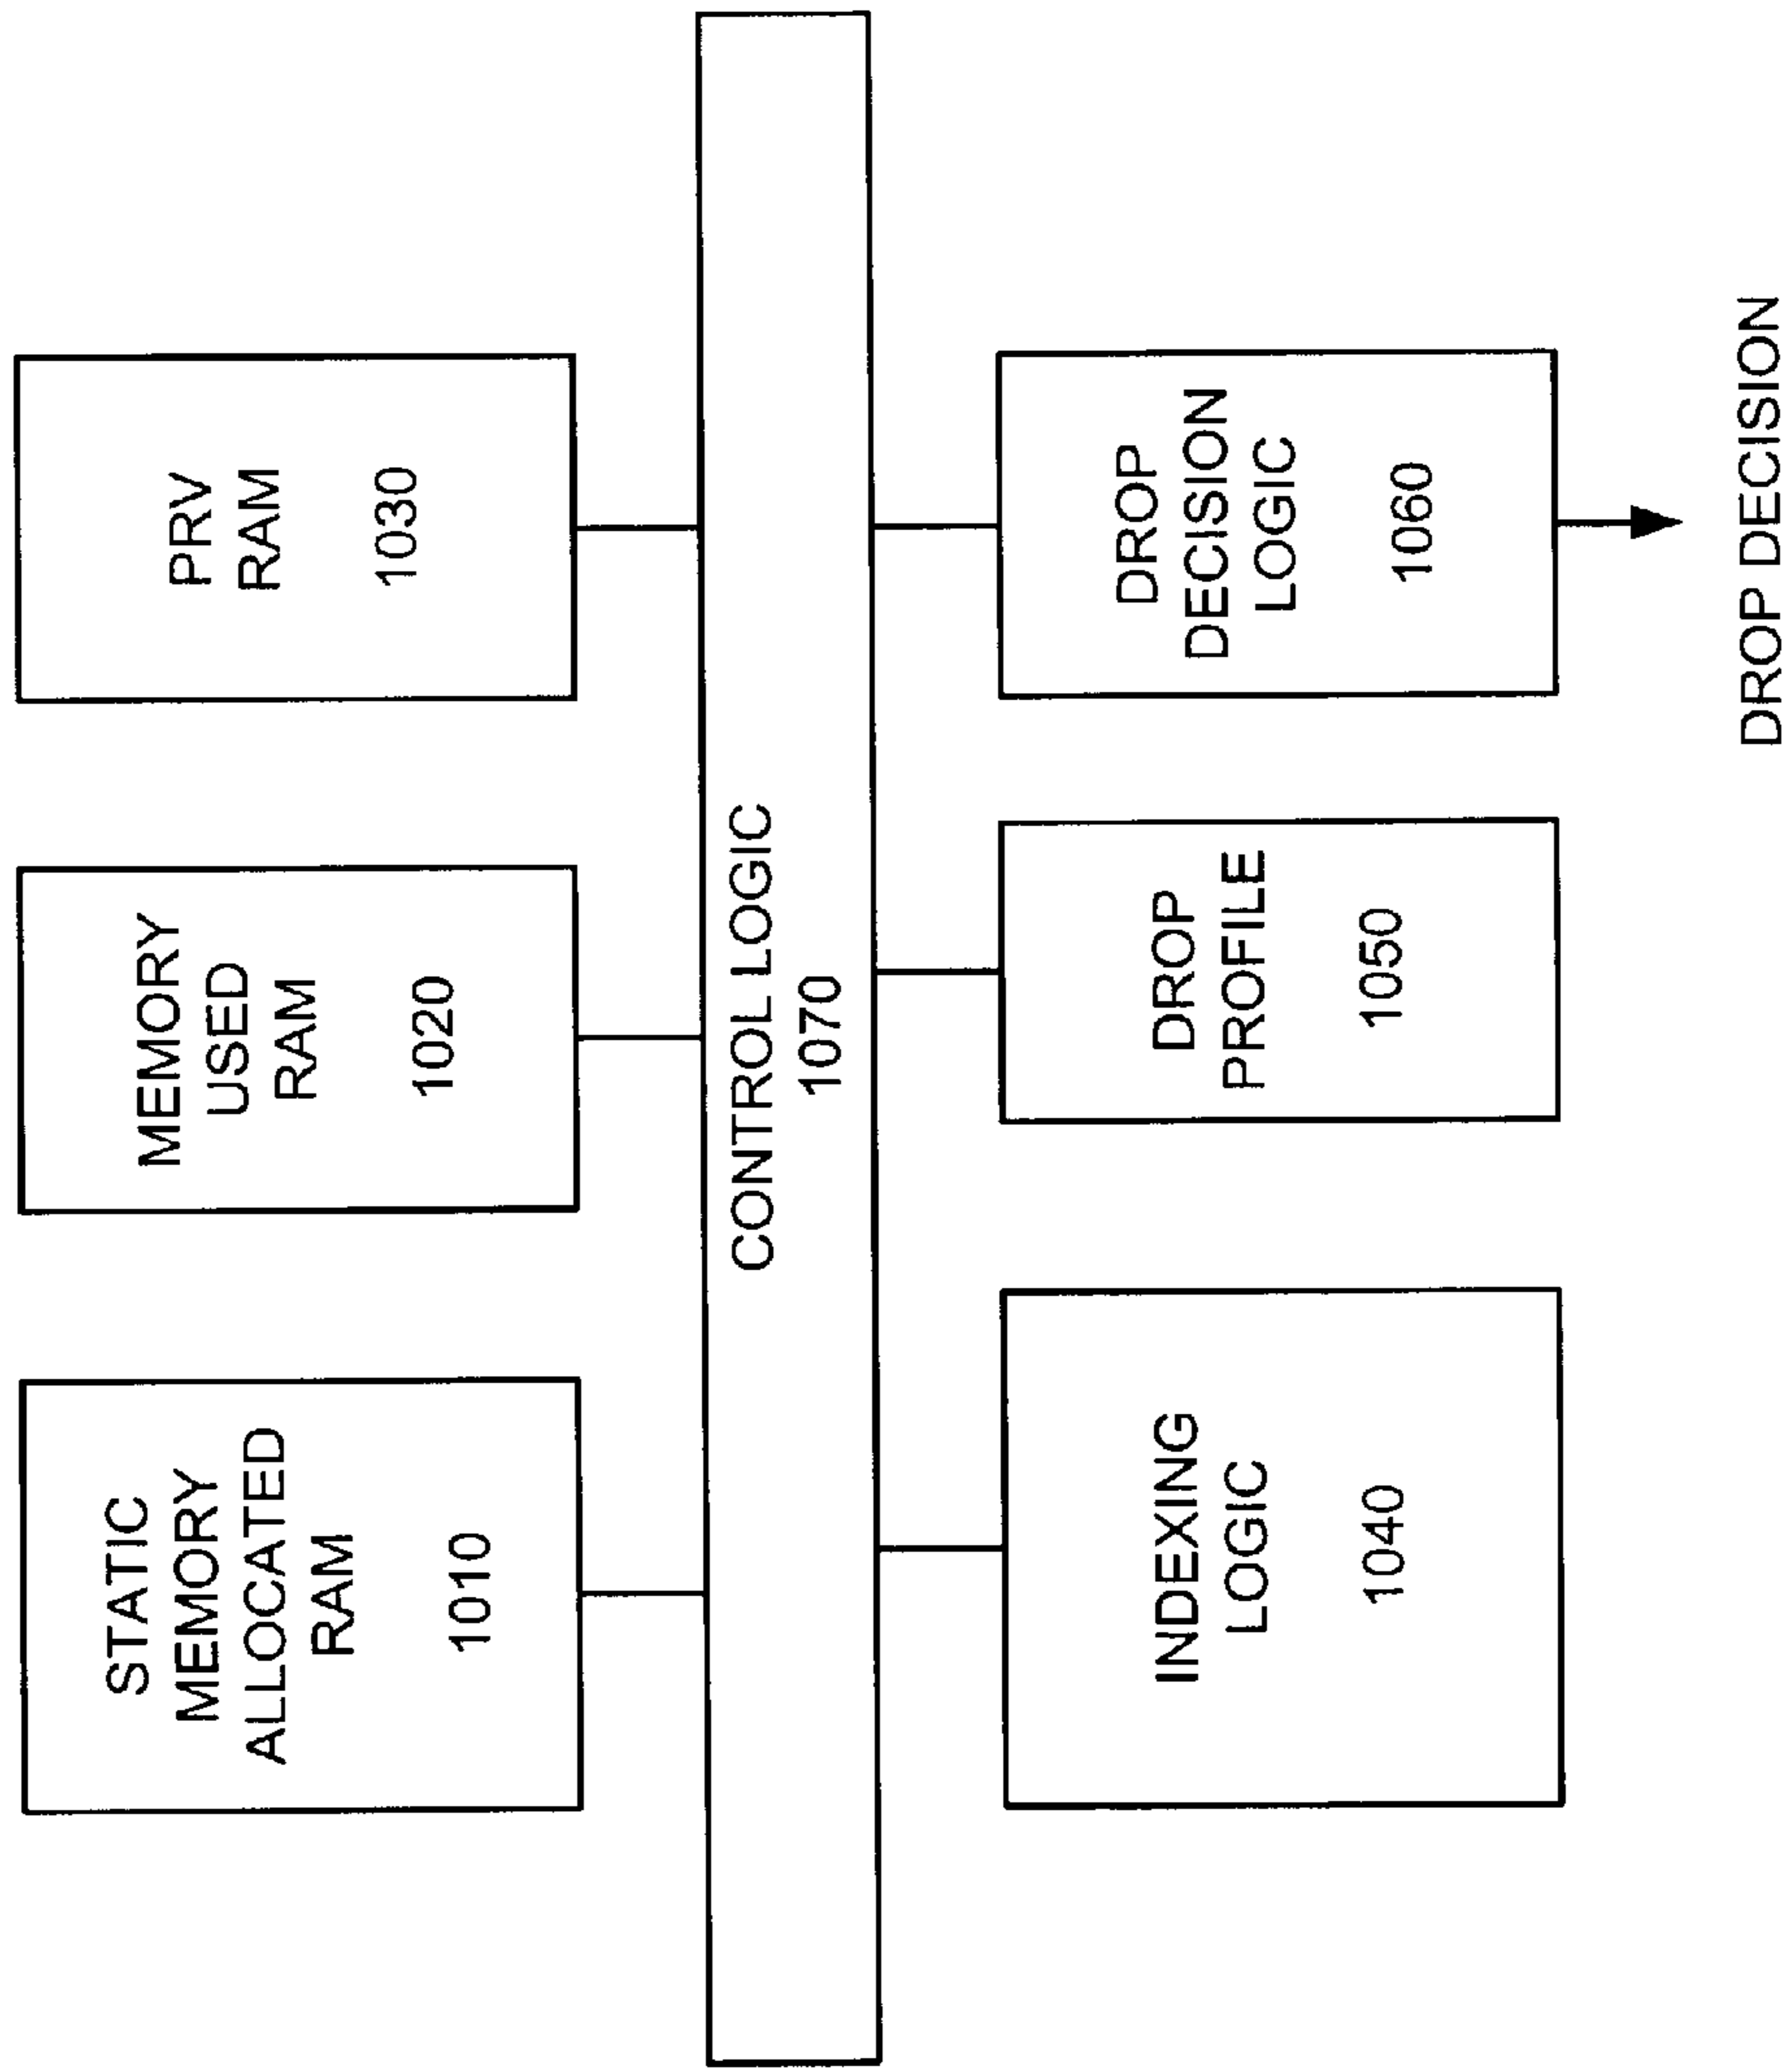 STATIC
MEMORY
ALLOCATED
RAM
1010
MEMORY
USED
RAM
1020
PRV
RAM
1030
CONTROL LOGIC
1070
INDEXING
LOGIC
1040
DROP
PROFILE
1050
DROP
DECISION
LOGIC
1060
DROP DECISION